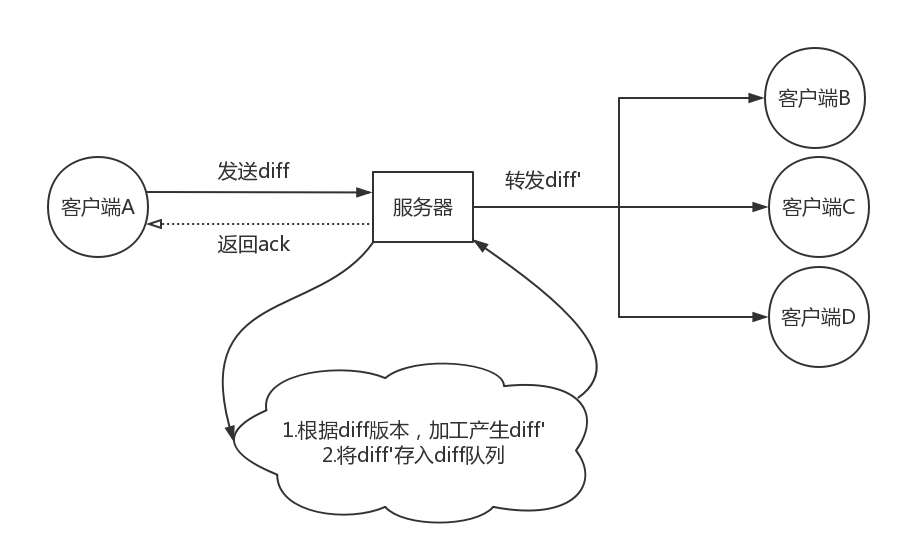 客户端B
发送diff
转发diff'
客户端A
服务器
客户端C
返回ack
客户端D
1.根据diff版本，加工产生diff'
2.将diff'存入diff队列